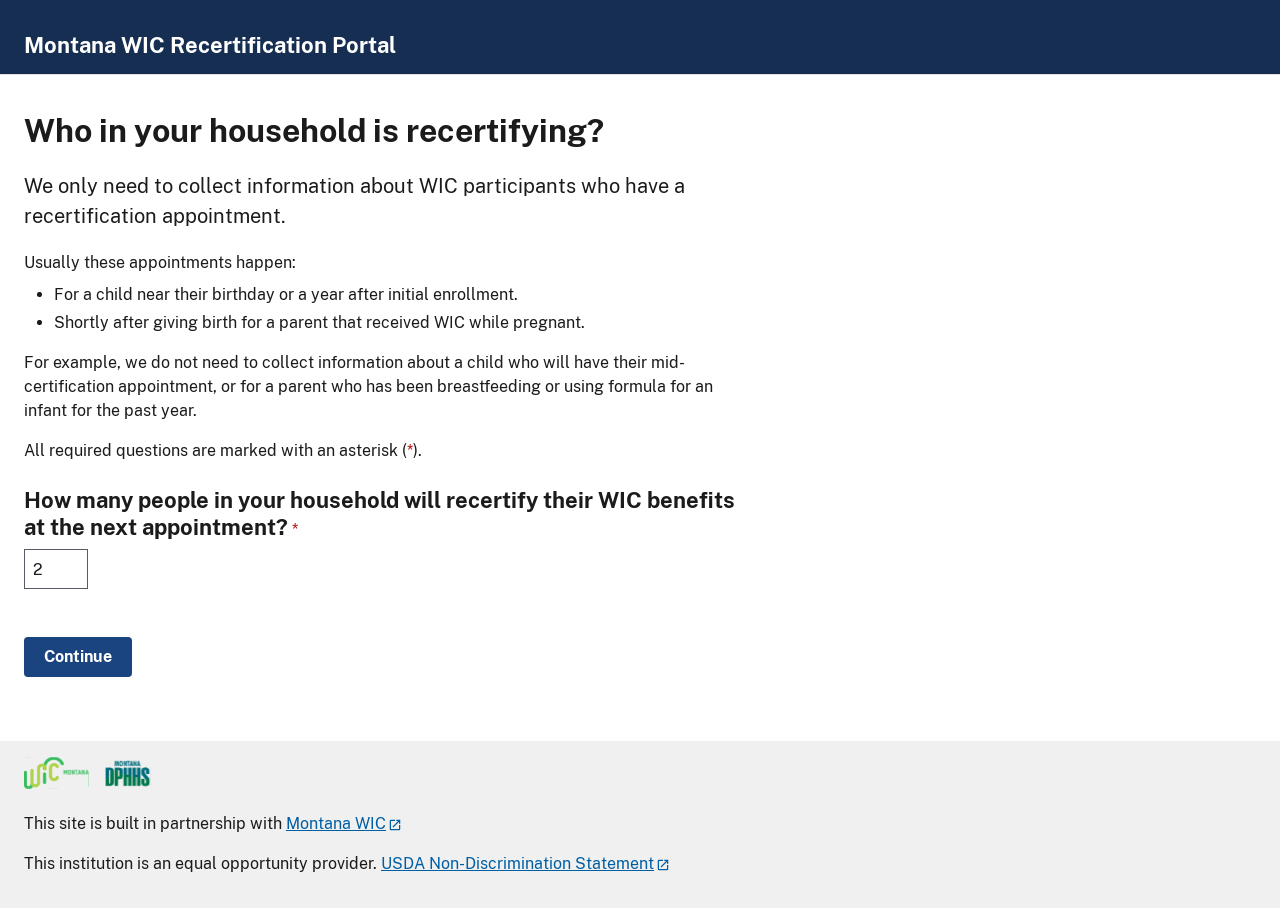 Montana WIC Recertification Portal
Who in your household is recertifying?
We only need to collect information about WIC participants who have a
recertification appointment.
Usually these appointments happen:
• For a child near their birthday or a year after initial enrollment.
• Shortly after giving birth for a parent that received WIC while pregnant.
For example, we do not need to collect information about a child who will have their mid-
certification appointment, or for a parent who has been breastfeeding or using formula for an
infant for the past year.
All required questions are marked with an asterisk (*).
How many people in your household will recertify their WIC benefits
at the next appointment? *
2
Continue
WiC MONTANA
MONTANA
DPHHS
This site is built in partnership with Montana WIC
This institution is an equal opportunity provider. USDA Non-Discrimination Statement